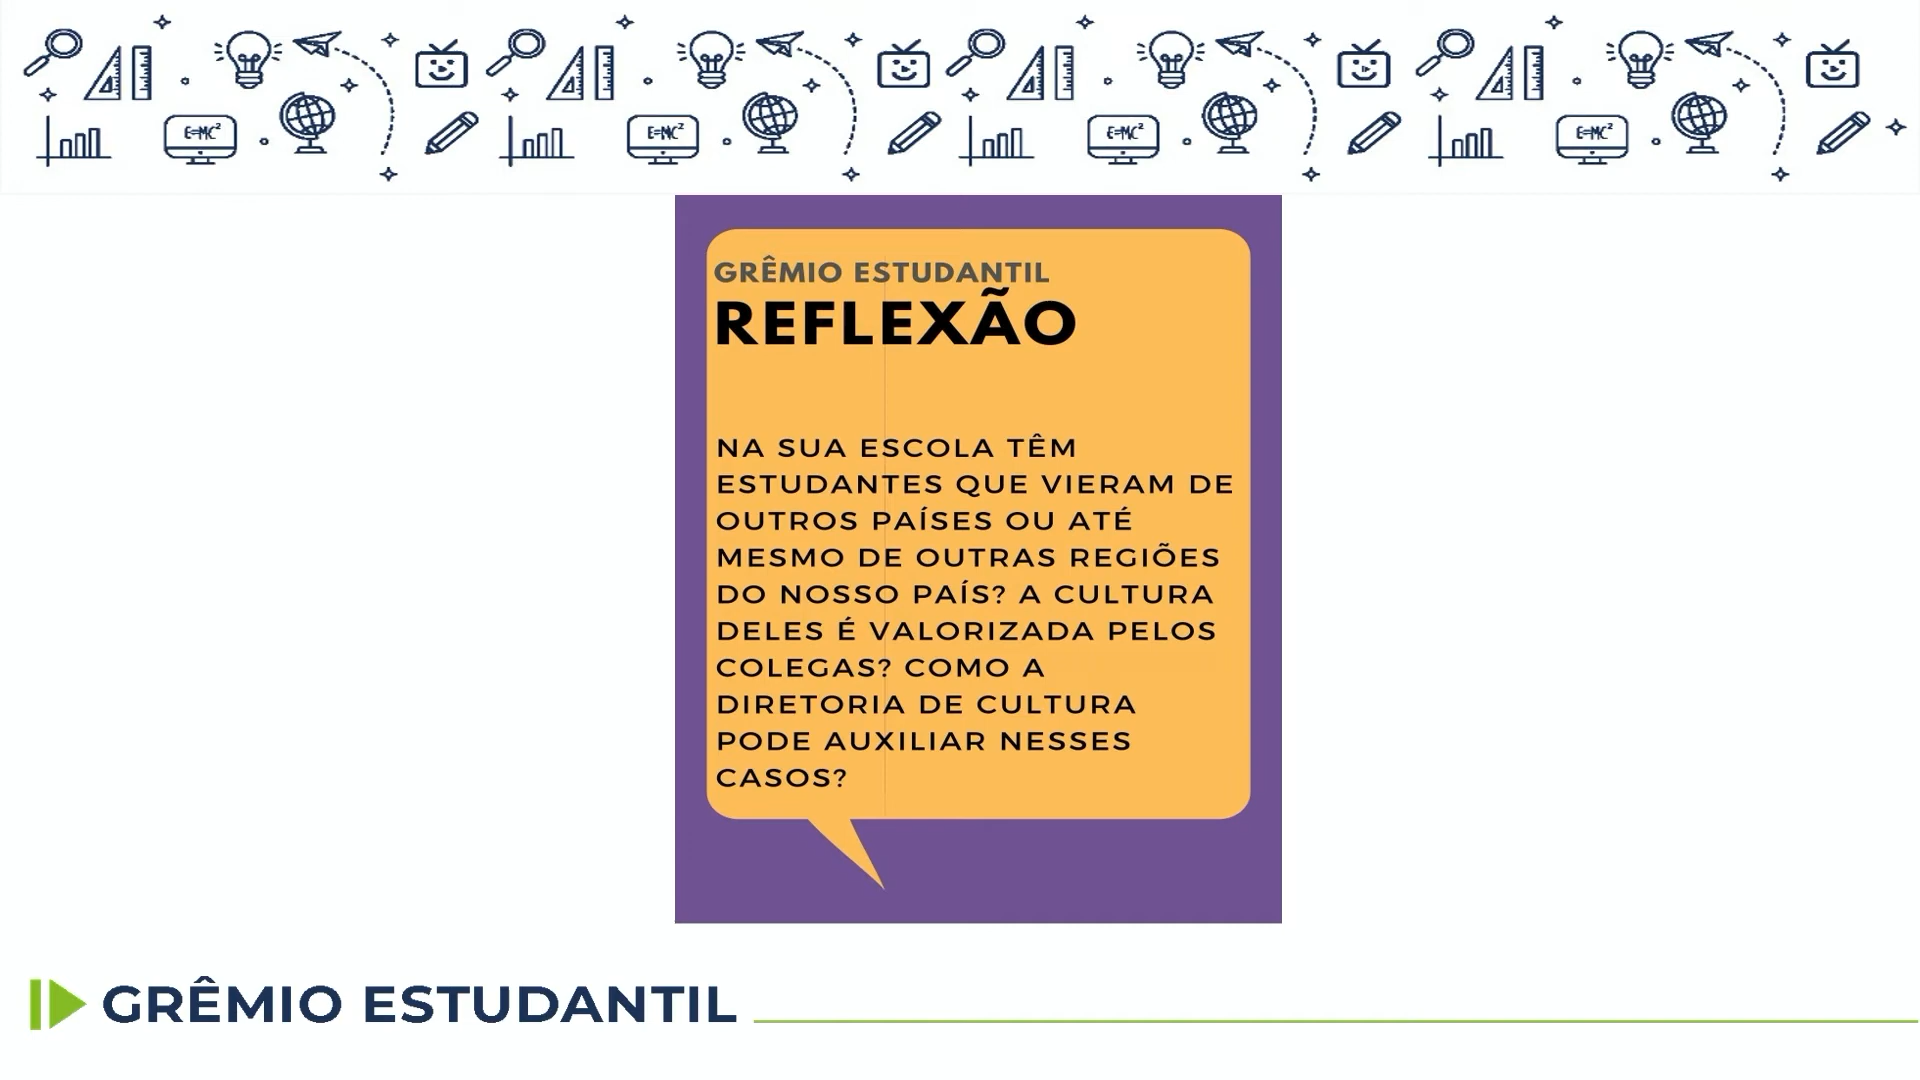 E=MC²
E=MC²
E=MC²
E=MC²
GRÊMIO ESTUDANTIL
REFLEXÃO
NA SUA ESCOLA TÊM
ESTUDANTES QUE VIERAM DE
OUTROS PAÍSES OU ATÉ
MESMO DE OUTRAS REGIÕES
DO NOSSO PAÍS? A CULTURA
DELES É VALORIZADA PELOS
COLEGAS? COMO A
DIRETORIA DE CULTURA
PODE AUXILIAR NESSES
CASOS?
GRÊMIO ESTUDANTIL